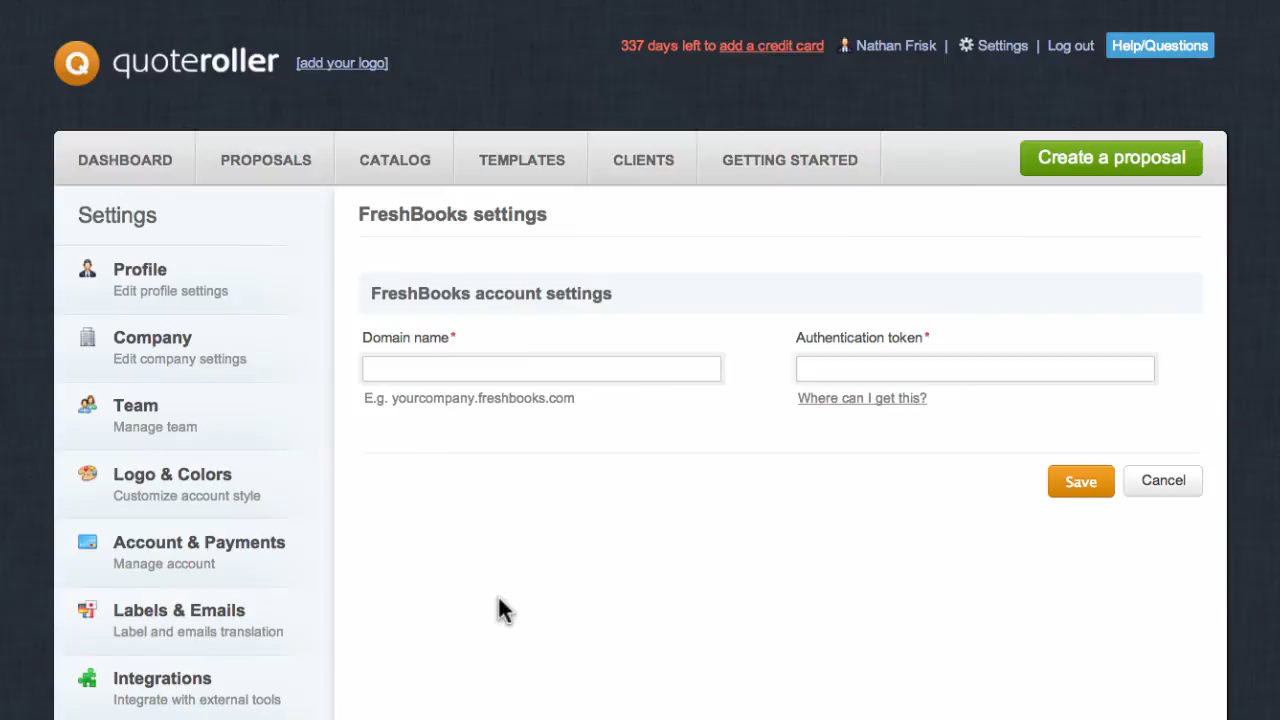 Q quoteroller [add your logo]
337 days left to add a credit card Nathan Frisk | Settings | Log out Help/Questions
DASHBOARD PROPOSALS CATALOG TEMPLATES CLIENTS GETTING STARTED Create a proposal
Settings
Profile
Edit profile settings
Company
Edit company settings
Team
Manage team
Logo & Colors
Customize account style
Account & Payments
Manage account
Labels & Emails
Label and emails translation
Integrations
Integrate with external tools
FreshBooks settings
FreshBooks account settings
Domain name* Authentication token*
E.g. yourcompany.freshbooks.com Where can I get this?
Save Cancel